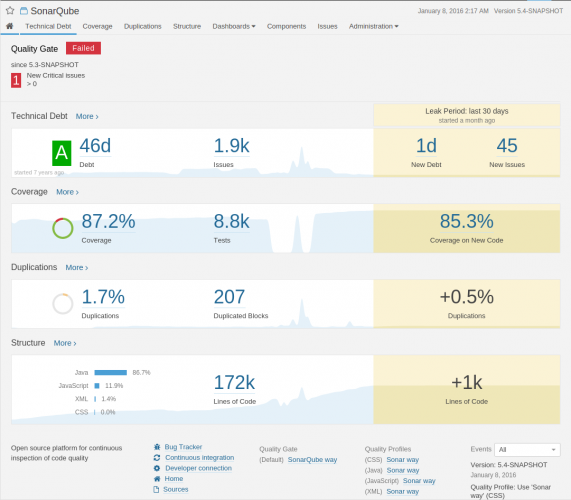 SonarQube
January 8, 2016 2:17 AM Version 5.4-SNAPSHOT
Technical Debt Coverage Duplications Structure Dashboards Components Issues Administration
Quality Gate Failed
since 5.3-SNAPSHOT
1 New Critical issues
> 0
Technical Debt More ›
Leak Period: last 30 days
started a month ago
A
46d
Debt
1.9k
Issues
1d
New Debt
45
New Issues
started 7 years ago
Coverage More ›
87.2%
Coverage
8.8k
Tests
85.3%
Coverage on New Code
Duplications More ›
1.7%
Duplications
207
Duplicated Blocks
+0.5%
Duplications
Structure More ›
Java 86.7%
JavaScript 11.9%
XML 1.4%
CSS 0.0%
172k
Lines of Code
+1k
Lines of Code
Open source platform for continuous
inspection of code quality
Bug Tracker
Continuous integration
Developer connection
Home
Sources
Quality Gate
(Default) SonarQube way
Quality Profiles
(CSS) Sonar way
(Java) Sonar way
(JavaScript) Sonar way
(XML) Sonar way
Events All
Version: 5.4-SNAPSHOT
January 8, 2016
Quality Profile: Use 'Sonar
way' (CSS)